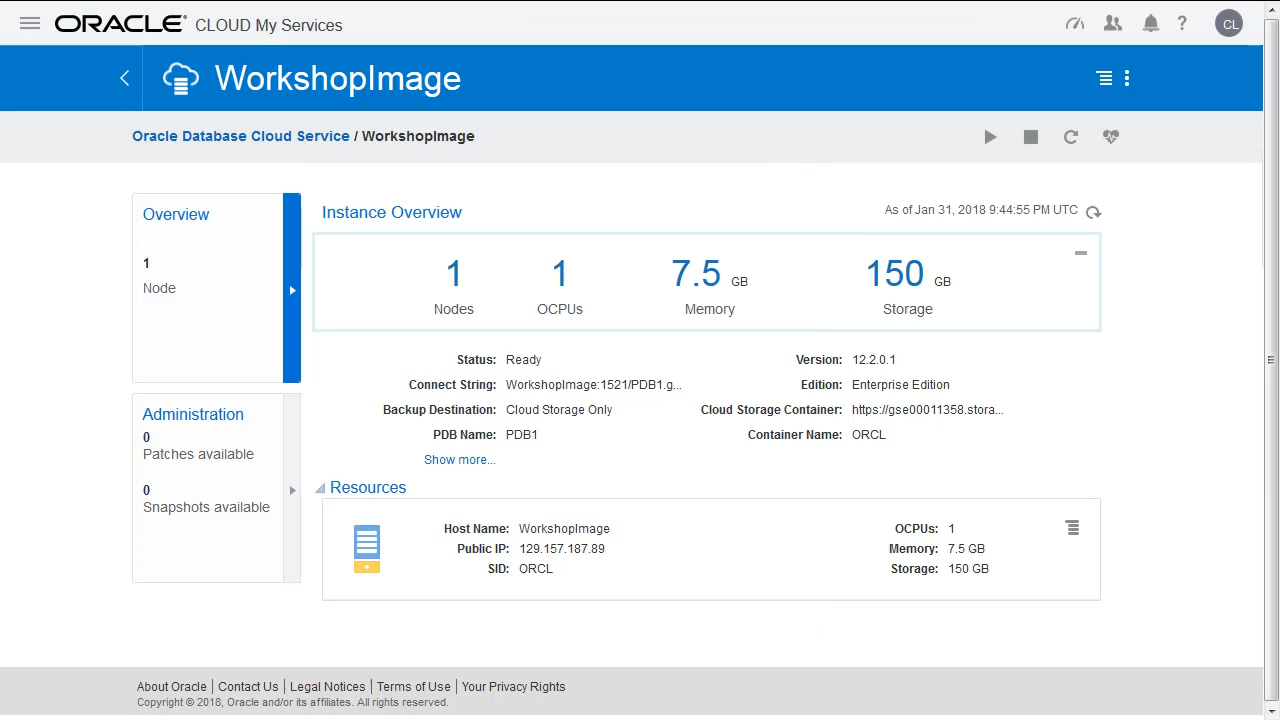 ORACLE® CLOUD My Services
CL
WorkshopImage
Oracle Database Cloud Service / WorkshopImage
Overview
1
Node
Administration
0
Patches available
0
Snapshots available
Instance Overview
As of Jan 31, 2018 9:44:55 PM UTC
1 1 7.5 GB 150 GB
Nodes OCPUs Memory Storage
Status: Ready Version: 12.2.0.1
Connect String: WorkshopImage:1521/PDB1.g... Edition: Enterprise Edition
Backup Destination: Cloud Storage Only Cloud Storage Container: https://gse00011358.stora...
PDB Name: PDB1 Container Name: ORCL
Show more...
Resources
Host Name: WorkshopImage OCPUs: 1
Public IP: 129.157.187.89 Memory: 7.5 GB
SID: ORCL Storage: 150 GB
About Oracle | Contact Us | Legal Notices | Terms of Use | Your Privacy Rights
Copyright © 2018, Oracle and/or its affiliates. All rights reserved.